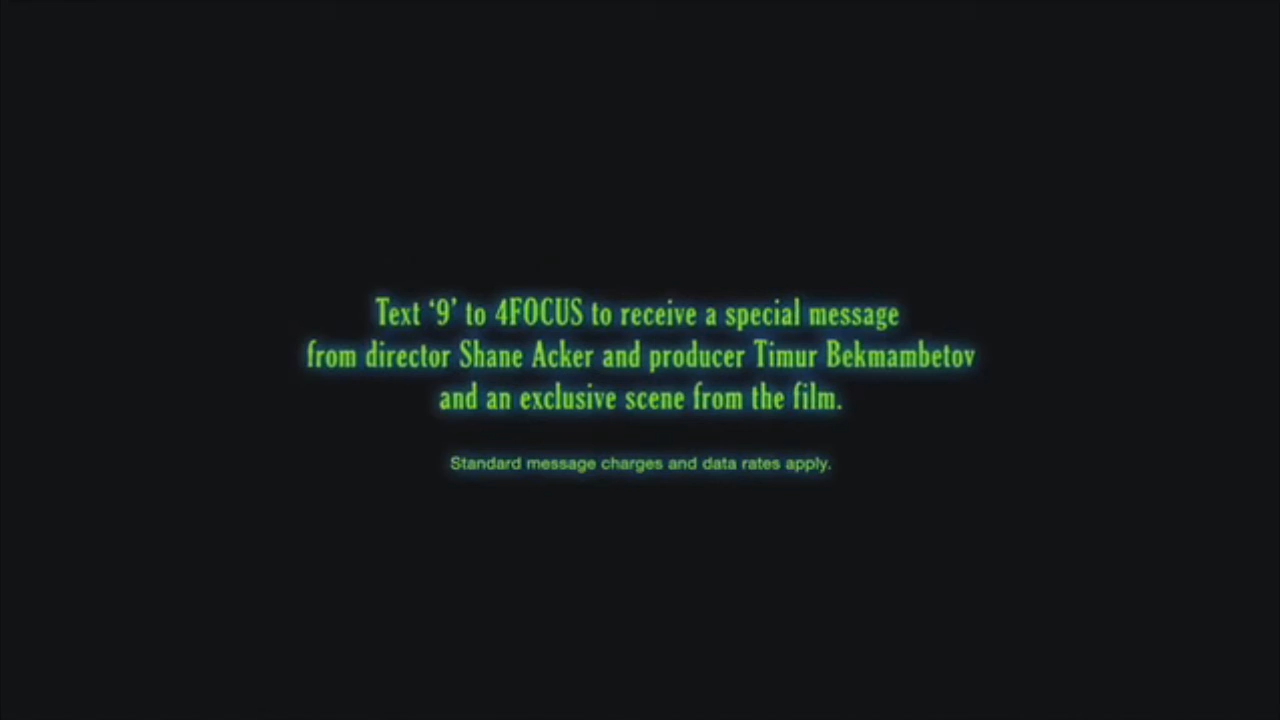 Text ‘9’ to 4FOCUS to receive a special message
from director Shane Acker and producer Timur Bekmambetov
and an exclusive scene from the film.
Standard message charges and data rates apply.